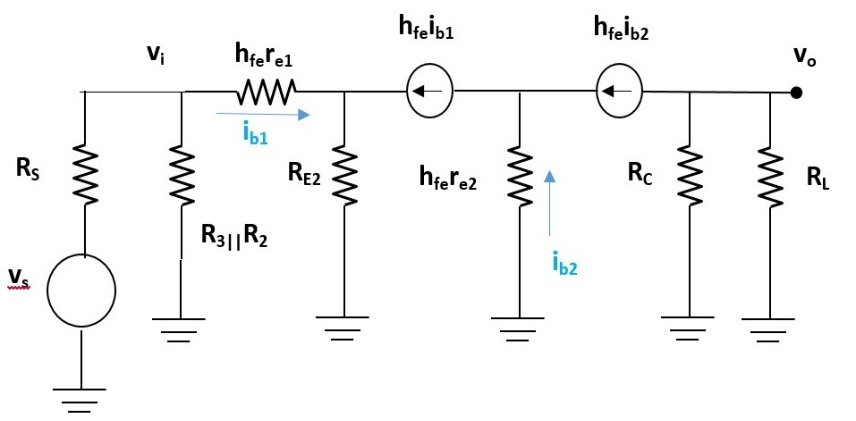 hfeib1
hfeib2
vi
hfere1
vo
ib1
RS
RE2
hfere2
RC
RL
R3||R2
ib2
vs